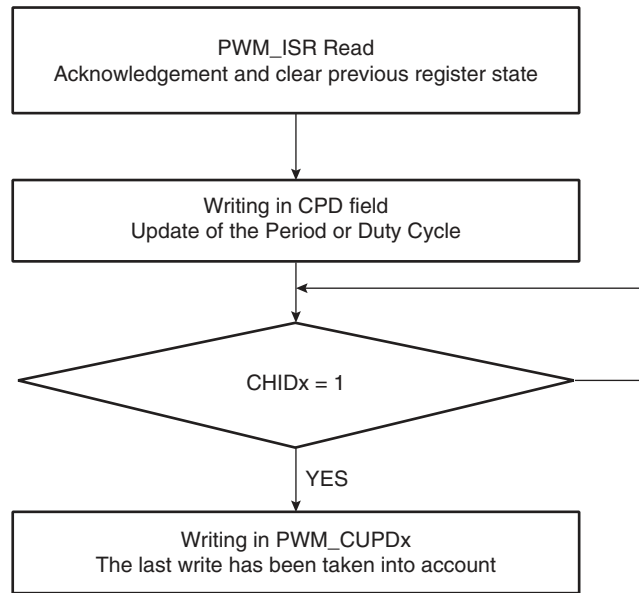 PWM_ISR Read
Acknowledgement and clear previous register state
Writing in CPD field
Update of the Period or Duty Cycle
CHIDx = 1
YES
Writing in PWM_CUPDx
The last write has been taken into account